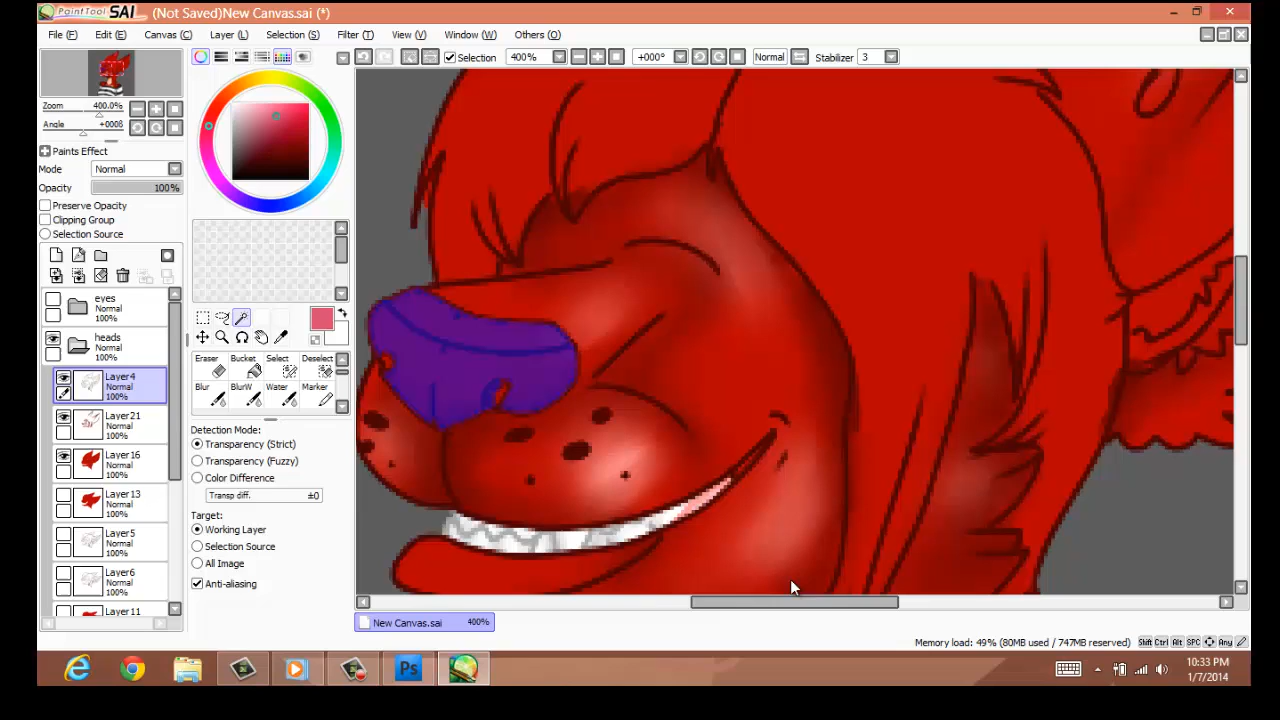 PaintTool SAI (Not Saved)New Canvas.sai (*)
File (F) Edit (E) Canvas (C) Layer (L) Selection (S) Filter (T) View (V) Window (W) Others (O)
Selection 400% +000° Normal Stabilizer 3
Zoom 400.0%
Angle +0006
Paints Effect
Mode Normal
Opacity 100%
Preserve Opacity
Clipping Group
Selection Source
eyes
Normal
100%
heads
Normal
100%
Layer4
Normal
100%
Layer21
Normal
100%
Layer16
Normal
100%
Layer13
Normal
100%
Layer5
Normal
100%
Layer6
Normal
100%
Layer11
Normal
Eraser Bucket Select Deselect
Blur BlurW Water Marker
Detection Mode:
Transparency (Strict)
Transparency (Fuzzy)
Color Difference
Transp diff. ±0
Target:
Working Layer
Selection Source
All Image
Anti-aliasing
New Canvas.sai 400%
Memory load: 49% (80MB used / 747MB reserved) Shift Ctrl Alt SPC Any
Ps
10:33 PM
1/7/2014